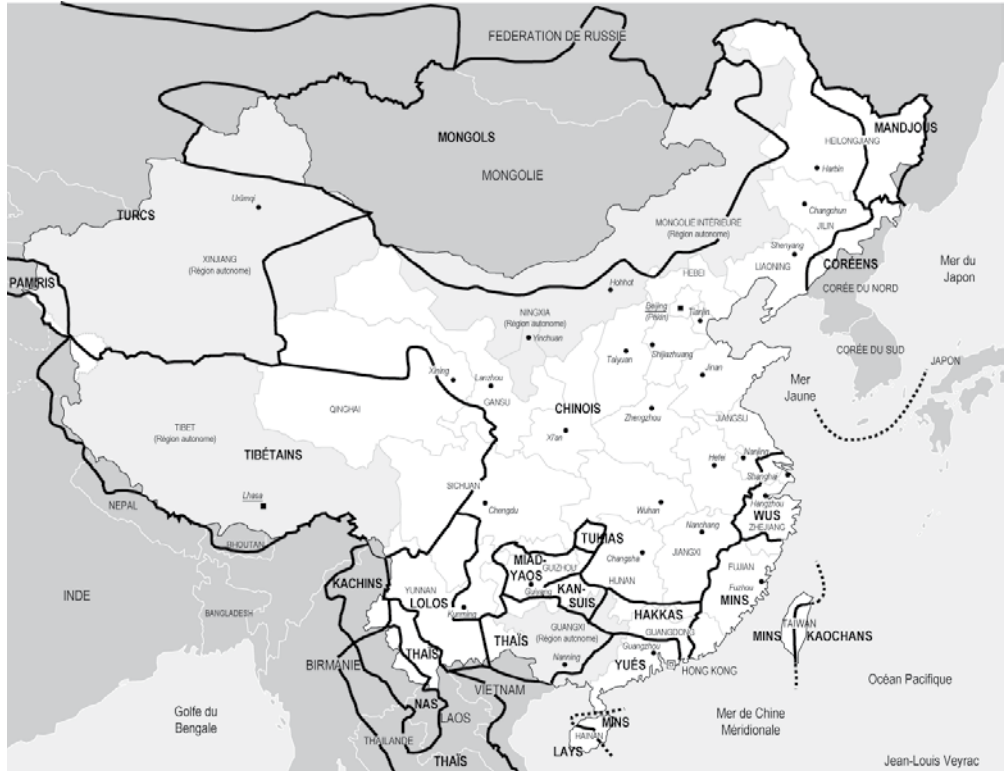 FEDERATION DE RUSSIE
MONGOLS
MANDJOUS
HEILONGJIANG
Harbin
MONGOLIE
Urümqi
Changchun
JILIN
TURCS
MONGOLIE INTÉRIEURE
(Région autonome)
Shenyang
LIAONING
XINJIANG
(Région autonome)
CORÉENS
Mer du
Japon
HEBEI
PAMIRIS
Hohhot
CORÉE DU NORD
Beijing
(Pékin)
Tianjin
NINGXIA
(Région autonome)
Yinchuan
Taiyuan
Shijiazhuang
CORÉE DU SUD
JAPON
Jinan
Xining
Lanzhou
GANSU
Mer
Jaune
QINGHAI
CHINOIS
Zhengzhou
JIANGSU
TIBET
(Région autonome)
Xi'an
TIBÉTAINS
Hefei
Nanjing
Shanghai
SICHUAN
Lhasa
Chengdu
Wuhan
Hangzhou
WUS
ZHEJIANG
NEPAL
Nanchang
BHOUTAN
TUKIAS
Changsha
JIANGXI
MIAO-
YAOS
GUIZHOU
FUJIAN
KACHINS
HUNAN
Fuzhou
INDE
YUNNAN
LOLOS
Guiyang
KAN-
SUIS
MINS
BANGLADESH
Kunming
HAKKAS
GUANGXI
(Région autonome)
GUANGDONG
TAIWAN
MINS
KAOCHANS
THAÏS
THAÏS
Guangzhou
BIRMANIE
Nanning
YUÈS
HONG KONG
Océan Pacifique
VIETNAM
NAS
LAOS
Golfe du
Bengale
MINS
Mer de Chine
Méridionale
HAINAN
THAILANDE
LAYS
THAÏS
Jean-Louis Veyrac